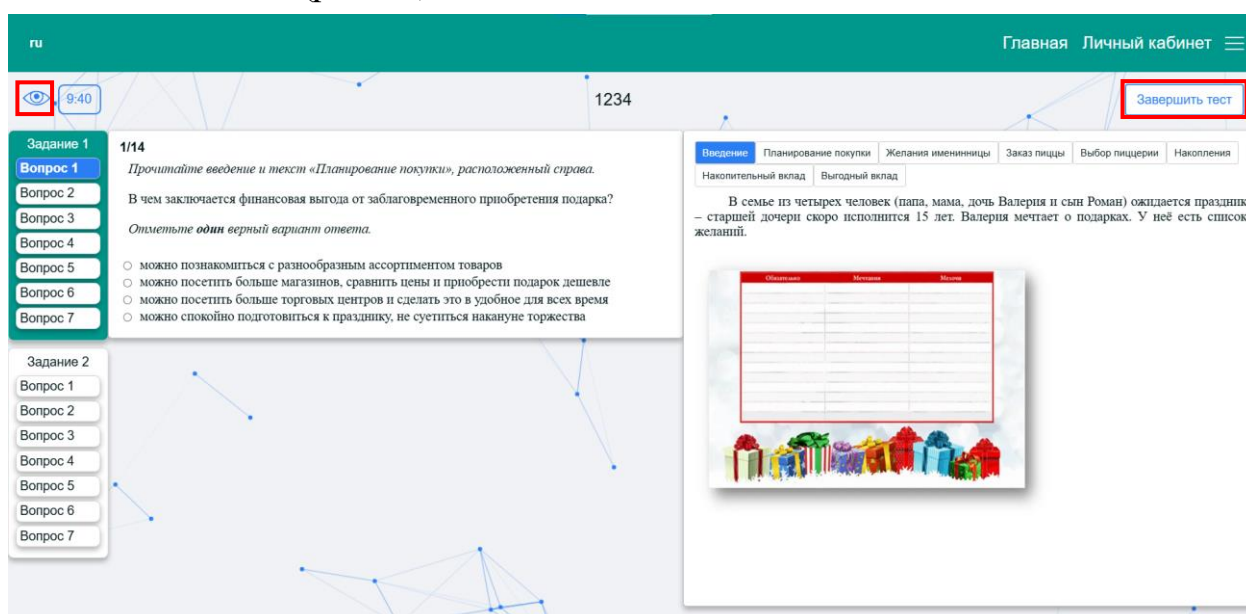 ru
Главная Личный кабинет
9:40
1234
Завершить тест
Задание 1
Вопрос 1
Вопрос 2
Вопрос 3
Вопрос 4
Вопрос 5
Вопрос 6
Вопрос 7
Задание 2
Вопрос 1
Вопрос 2
Вопрос 3
Вопрос 4
Вопрос 5
Вопрос 6
Вопрос 7
1/14
Прочитайте введение и текст «Планирование покупки», расположенный справа.
В чем заключается финансовая выгода от заблаговременного приобретения подарка?
Отметьте один верный вариант ответа.
можно познакомиться с разнообразным ассортиментом товаров
можно посетить больше магазинов, сравнить цены и приобрести подарок дешевле
можно посетить больше торговых центров и сделать это в удобное для всех время
можно спокойно подготовиться к празднику, не суетиться накануне торжества
Введение Планирование покупки Желания именинницы Заказ пиццы Выбор пиццерии Накопления
Накопительный вклад Выгодный вклад
В семье из четырех человек (папа, мама, дочь Валерия и сын Роман) ожидается праздник
– старшей дочери скоро исполнится 15 лет. Валерия мечтает о подарках. У неё есть список
желаний.
Обязательно Мечтания Мелочи